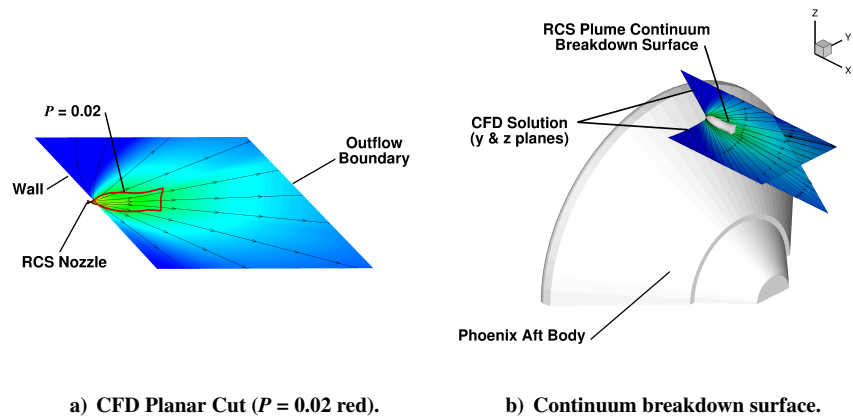 P = 0.02
Outflow
Boundary
Wall
RCS Nozzle
a) CFD Planar Cut (P = 0.02 red).
RCS Plume Continuum
Breakdown Surface
Z
Y
X
CFD Solution
(y & z planes)
Phoenix Aft Body
b) Continuum breakdown surface.